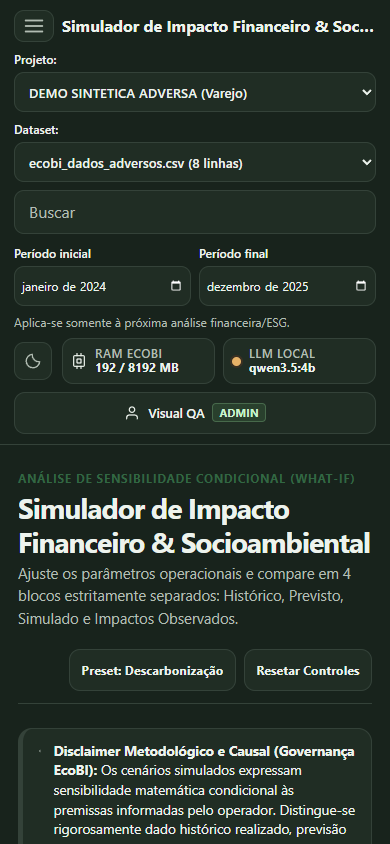 Simulador de Impacto Financeiro & Soc...
Projeto:
DEMO SINTETICA ADVERSA (Varejo)
Dataset:
ecobi_dados_adversos.csv (8 linhas)
Buscar
Período inicial
Período final
janeiro de 2024
dezembro de 2025
Aplica-se somente à próxima análise financeira/ESG.
RAM ECOBI
192 / 8192 MB
LLM LOCAL
qwen3.5:4b
Visual QA ADMIN
ANÁLISE DE SENSIBILIDADE CONDICIONAL (WHAT-IF)
Simulador de Impacto
Financeiro & Socioambiental
Ajuste os parâmetros operacionais e compare em 4
blocos estritamente separados: Histórico, Previsto,
Simulado e Impactos Observados.
Preset: Descarbonização
Resetar Controles
Disclaimer Metodológico e Causal (Governança
EcoBI): Os cenários simulados expressam
sensibilidade matemática condicional às
premissas informadas pelo operador. Distingue-se
rigorosamente dado histórico realizado, previsão